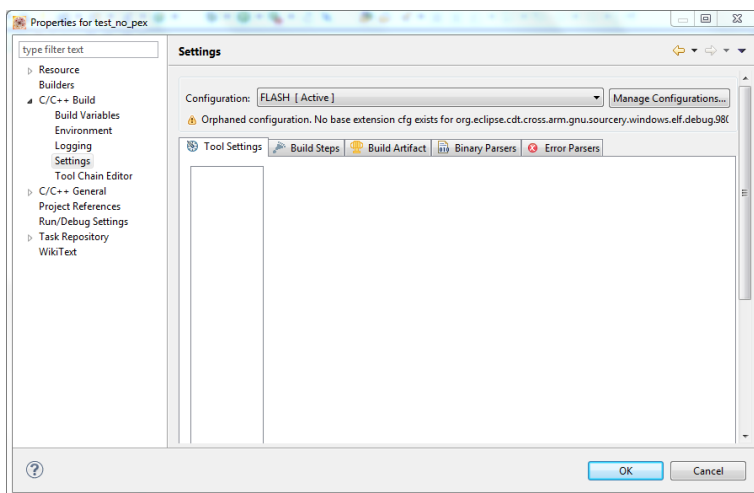 Properties for test_no_pex
type filter text
Resource
Builders
C/C++ Build
Build Variables
Environment
Logging
Settings
Tool Chain Editor
C/C++ General
Project References
Run/Debug Settings
Task Repository
WikiText
Settings
Configuration: FLASH [ Active ] Manage Configurations...
Orphaned configuration. No base extension cfg exists for org.eclipse.cdt.cross.arm.gnu.sourcery.windows.elf.debug.980
Tool Settings Build Steps Build Artifact Binary Parsers Error Parsers
OK Cancel